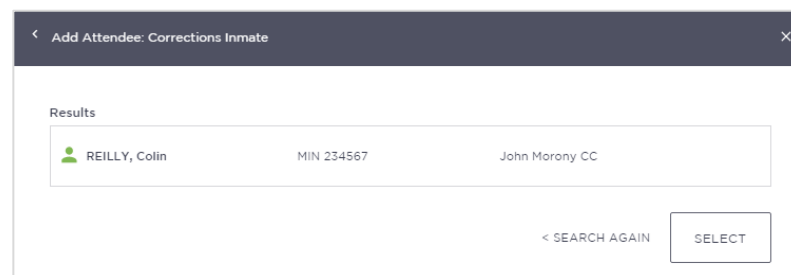 Add Attendee: Corrections Inmate
Results
REILLY, Colin MIN 234567 John Morony CC
< SEARCH AGAIN SELECT